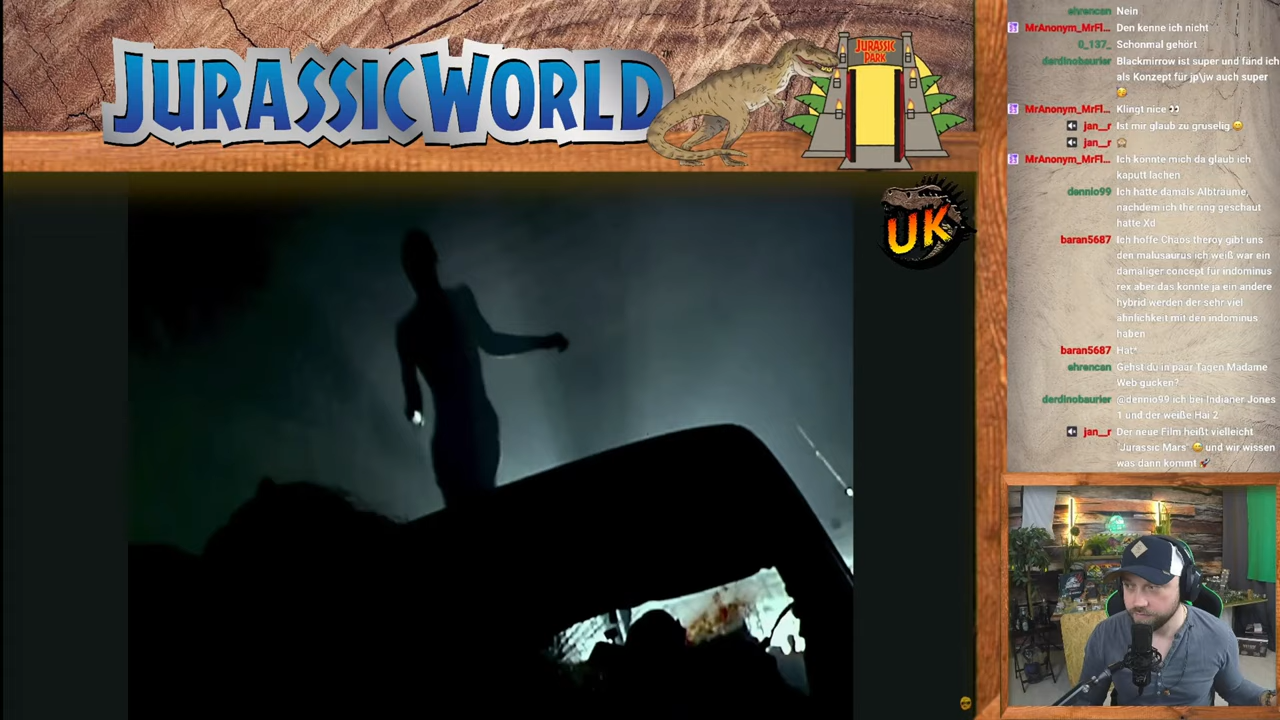 JURASSIC WORLD
JURASSIC
PARK
UK
ehrencan Nein
MrAnonym_MrFl... Den kenne ich nicht
0_137_ Schonmal gehört
derdinobaurier Blackmirrow ist super und fänd ich
als Konzept für jp\jw auch super
MrAnonym_MrFl... Klingt nice 👀
jan__r Ist mir glaub zu gruselig 😅
jan__r 🙈
MrAnonym_MrFl... Ich könnte mich da glaub ich
kaputt lachen
dennio99 Ich hatte damals Albträume,
nachdem ich the ring geschaut
hatte Xd
baran5687 Ich hoffe Chaos theroy gibt uns
den malusaurus ich weiß war ein
damaliger concept für indominus
rex aber das könnte ja ein andere
hybrid werden der sehr viel
ähnlichkeit mit den indominus
haben
baran5687 Hat*
ehrencan Gehst du in paar Tagen Madame
Web gucken?
derdinobaurier @dennio99 ich bei Indianer Jones
1 und der weiße Hai 2
jan__r Der neue Film heißt vielleicht
"Jurassic Mars" 😅 und wir wissen
was dann kommt 🚀